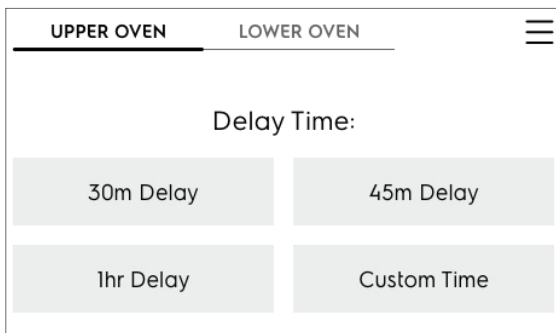 UPPER OVEN LOWER OVEN
Delay Time:
30m Delay 45m Delay
1hr Delay Custom Time